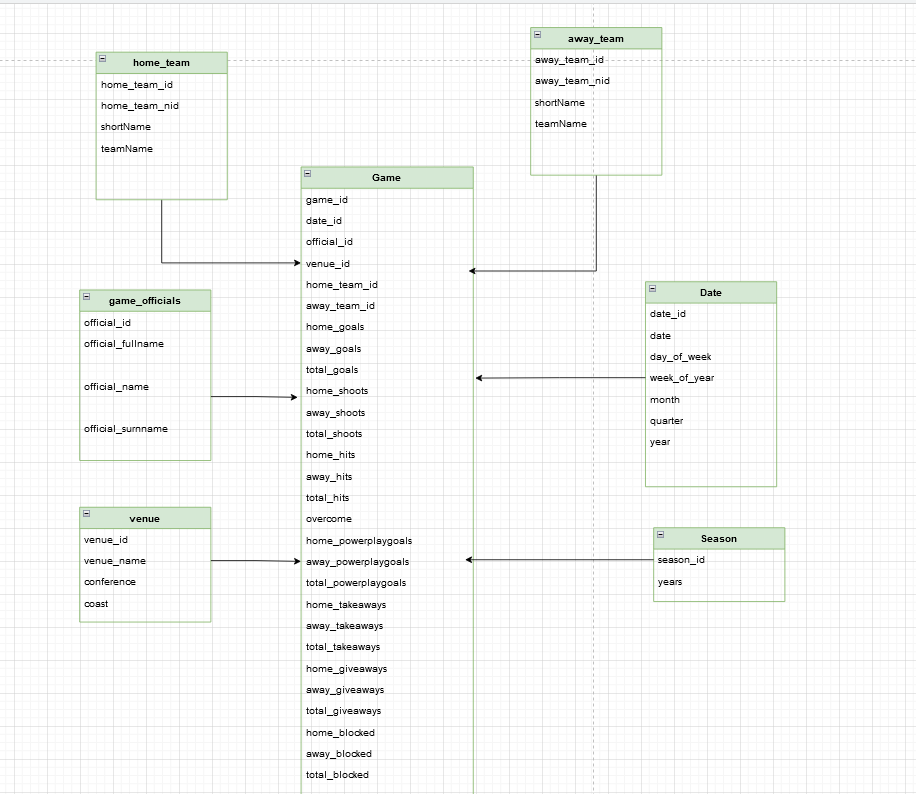 home_team
home_team_id
home_team_nid
shortName
teamName
away_team
away_team_id
away_team_nid
shortName
teamName
Game
game_id
date_id
official_id
venue_id
home_team_id
away_team_id
home_goals
away_goals
total_goals
home_shoots
away_shoots
total_shoots
home_hits
away_hits
total_hits
overcome
home_powerplaygoals
away_powerplaygoals
total_powerplaygoals
home_takeaways
away_takeaways
total_takeaways
home_giveaways
away_giveaways
total_giveaways
home_blocked
away_blocked
total_blocked
game_officials
official_id
official_fullname
official_name
official_surnname
venue
venue_id
venue_name
conference
coast
Date
date_id
date
day_of_week
week_of_year
month
quarter
year
Season
season_id
years